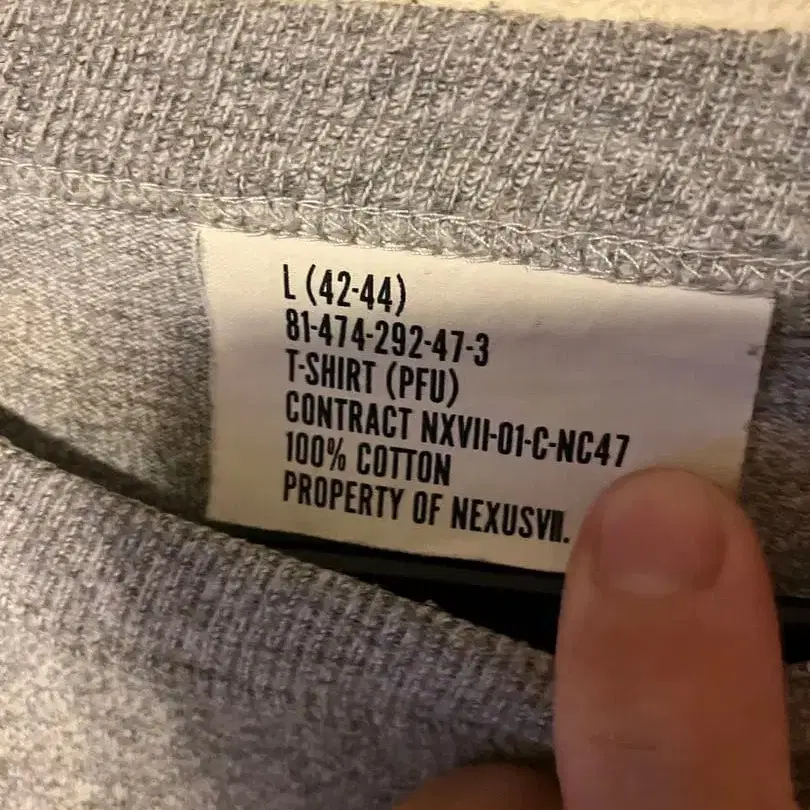 L (42-44)
81-474-292-47-3
T-SHIRT (PFU)
CONTRACT NXVII-01-C-NC47
100% COTTON
PROPERTY OF NEXUSVII.